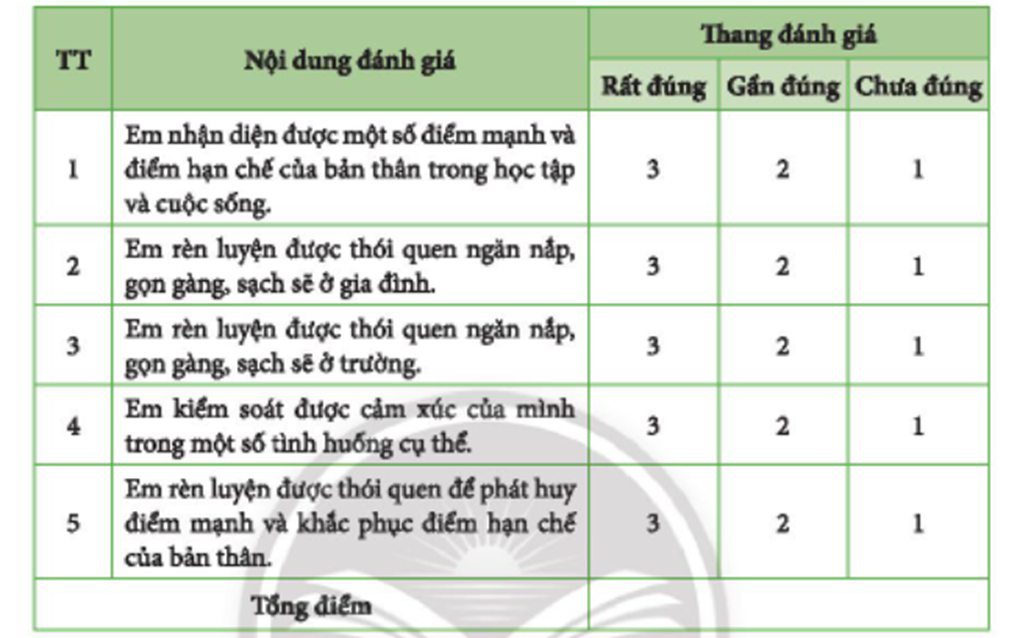 TT
Nội dung đánh giá
Thang đánh giá
Rất đúng
Gần đúng
Chưa đúng
1
Em nhận diện được một số điểm mạnh và
điểm hạn chế của bản thân trong học tập
và cuộc sống.
3
2
1
2
Em rèn luyện được thói quen ngăn nắp,
gọn gàng, sạch sẽ ở gia đình.
3
2
1
3
Em rèn luyện được thói quen ngăn nắp,
gọn gàng, sạch sẽ ở trường.
3
2
1
4
Em kiểm soát được cảm xúc của mình
trong một số tình huống cụ thể.
3
2
1
5
Em rèn luyện được thói quen để phát huy
điểm mạnh và khắc phục điểm hạn chế
của bản thân.
3
2
1
Tổng điểm